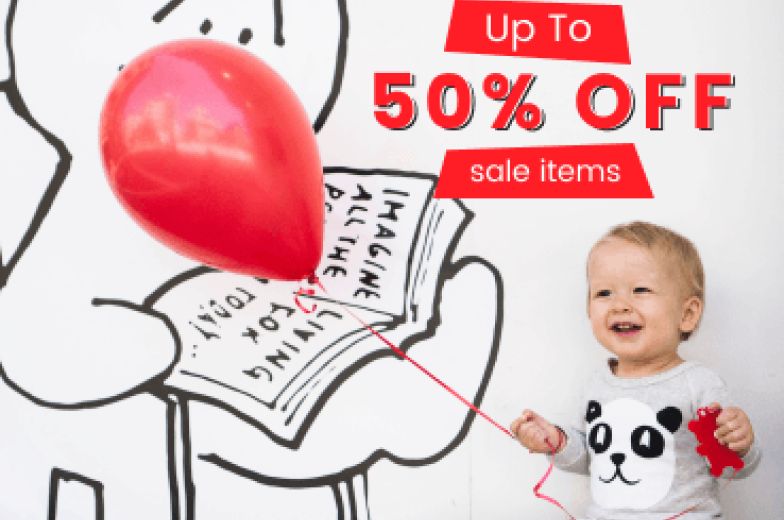 Up To
50% OFF
sale items
IMAGINE
ALL THE
LIVING
FOR
TODAY..